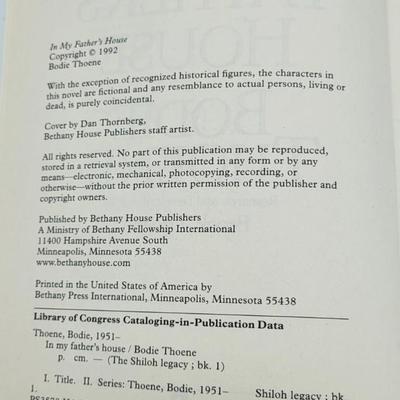 In My Father's House
Copyright © 1992
Bodie Thoene
With the exception of recognized historical figures, the characters in
this novel are fictional and any resemblance to actual persons, living or
dead, is purely coincidental.
Cover by Dan Thornberg,
Bethany House Publishers staff artist.
All rights reserved. No part of this publication may be reproduced,
stored in a retrieval system, or transmitted in any form or by any
means—electronic, mechanical, photocopying, recording, or
otherwise—without the prior written permission of the publisher and
copyright owners.
Published by Bethany House Publishers
A Ministry of Bethany Fellowship International
11400 Hampshire Avenue South
Minneapolis, Minnesota 55438
www.bethanyhouse.com
Printed in the United States of America by
Bethany Press International, Minneapolis, Minnesota 55438
Library of Congress Cataloging-in-Publication Data
Thoene, Bodie, 1951–
In my father's house / Bodie Thoene
p. cm. — (The Shiloh legacy ; bk. 1)
I. Title. II. Series: Thoene, Bodie, 1951– Shiloh legacy ; bk
1.